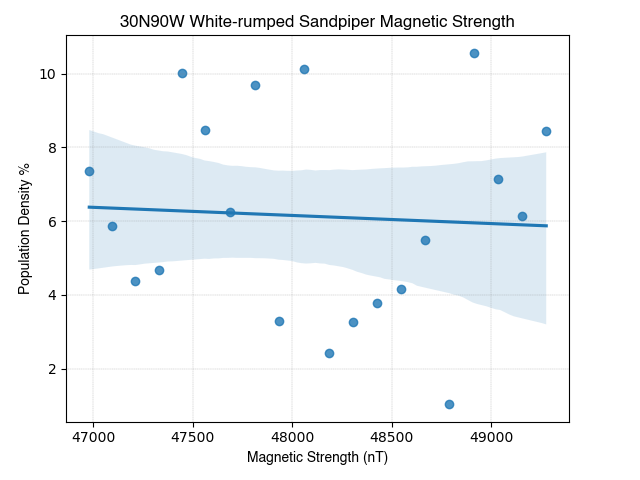 30N90W White-rumped Sandpiper Magnetic Strength
Population Density %
10
8
6
4
2
47000 47500 48000 48500 49000
Magnetic Strength (nT)